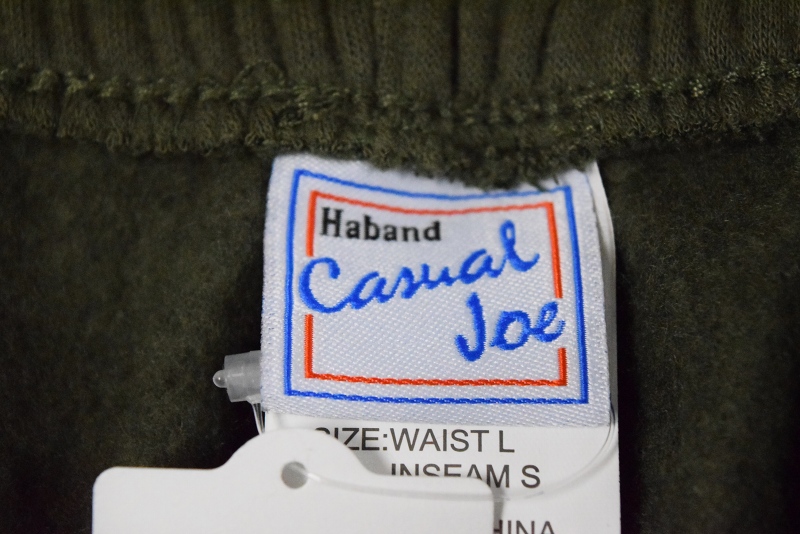 Haband
Casual
Joe
SIZE:WAIST L
INSEAM S